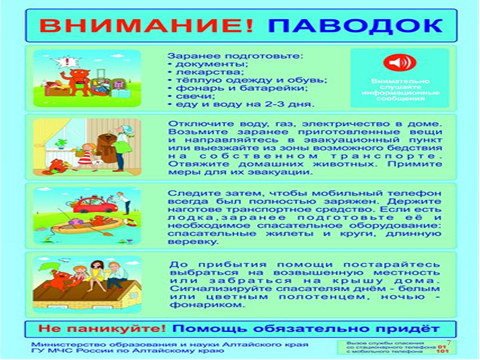 ВНИМАНИЕ! ПАВОДОК
Заранее подготовьте:
• документы;
• лекарства;
• тёплую одежду и обувь;
• фонарь и батарейки;
• свечи;
• еду и воду на 2-3 дня.
Внимательно
слушайте
информационные
сообщения
Отключите воду, газ, электричество в доме.
Возьмите заранее приготовленные вещи
и направляйтесь в эвакуационный пункт
или выезжайте из зоны возможного бедствия
на собственном транспорте.
Отвяжите домашних животных. Примите
меры для их эвакуации.
Следите затем, чтобы мобильный телефон
всегда был полностью заряжен. Держите
наготове транспортное средство. Если есть
лодка,заранее подготовьте её и
необходимое спасательное оборудование:
спасательные жилеты и круги, длинную
веревку.
До прибытия помощи постарайтесь
выбраться на возвышенную местность
или забраться на крышу дома.
Сигнализируйте спасателям днём - белым
или цветным полотенцем, ночью -
фонариком.
Не паникуйте! Помощь обязательно придёт
Министерство образования и науки Алтайского края
ГУ МЧС России по Алтайскому краю
Вызов службы спасения
со стационарного телефона 01
с мобильного телефона 101
7